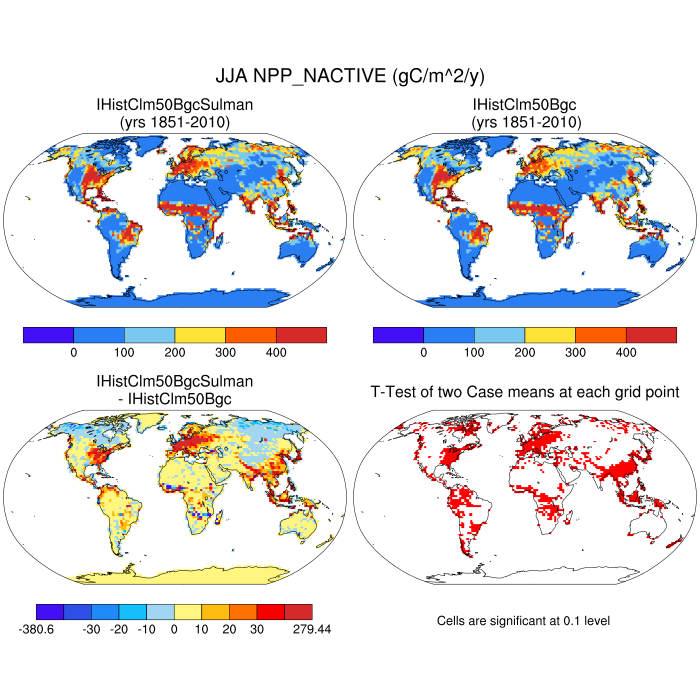 JJA NPP_NACTIVE (gC/m^2/y)
IHistClm50BgcSulman
(yrs 1851-2010)
IHistClm50Bgc
(yrs 1851-2010)
0 100 200 300 400
0 100 200 300 400
IHistClm50BgcSulman
- IHistClm50Bgc
T-Test of two Case means at each grid point
-380.6 -30 -20 -10 0 10 20 30 279.44
Cells are significant at 0.1 level